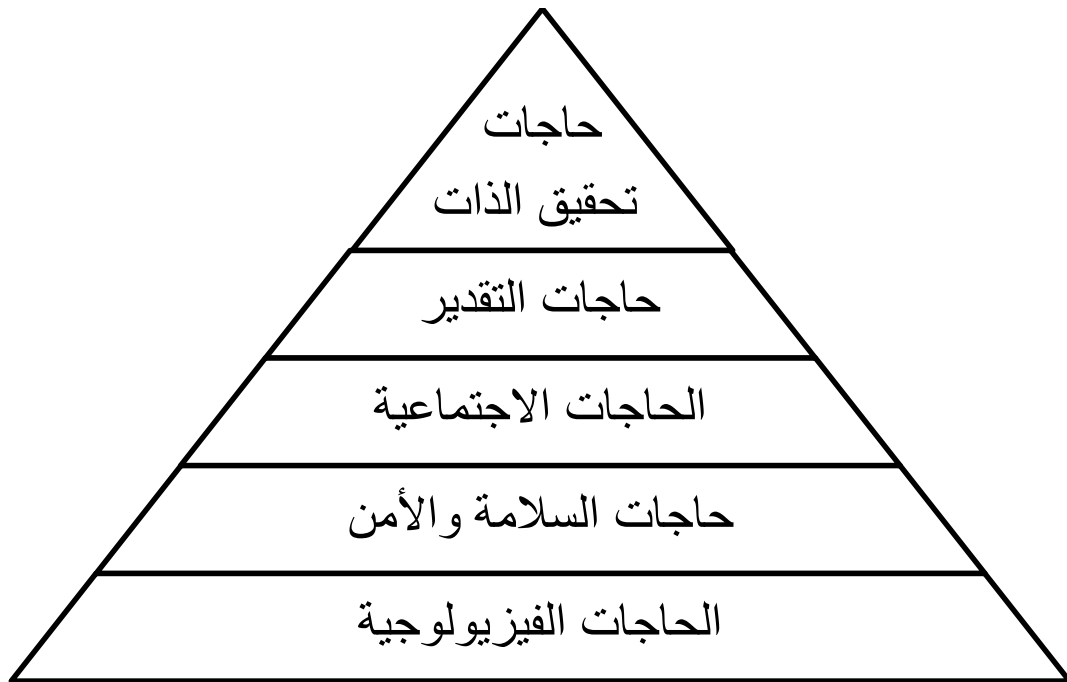 حاجات
تحقيق الذات
حاجات التقدير
الحاجات الاجتماعية
حاجات السلامة والأمن
الحاجات الفيزيولوجية